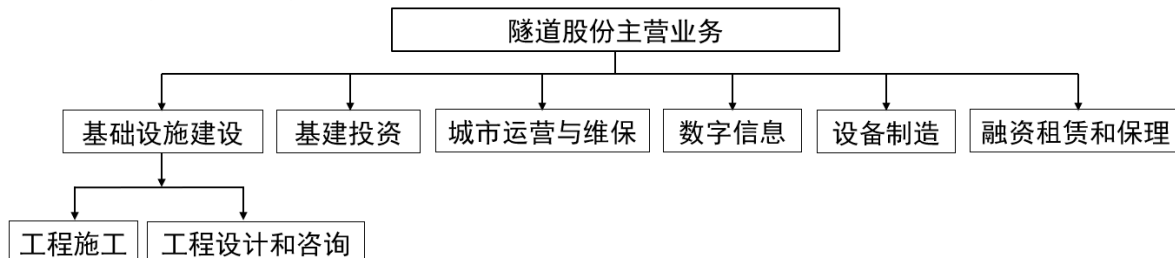 隧道股份主营业务
基础设施建设
基建投资
城市运营与维保
数字信息
设备制造
融资租赁和保理
工程施工
工程设计和咨询